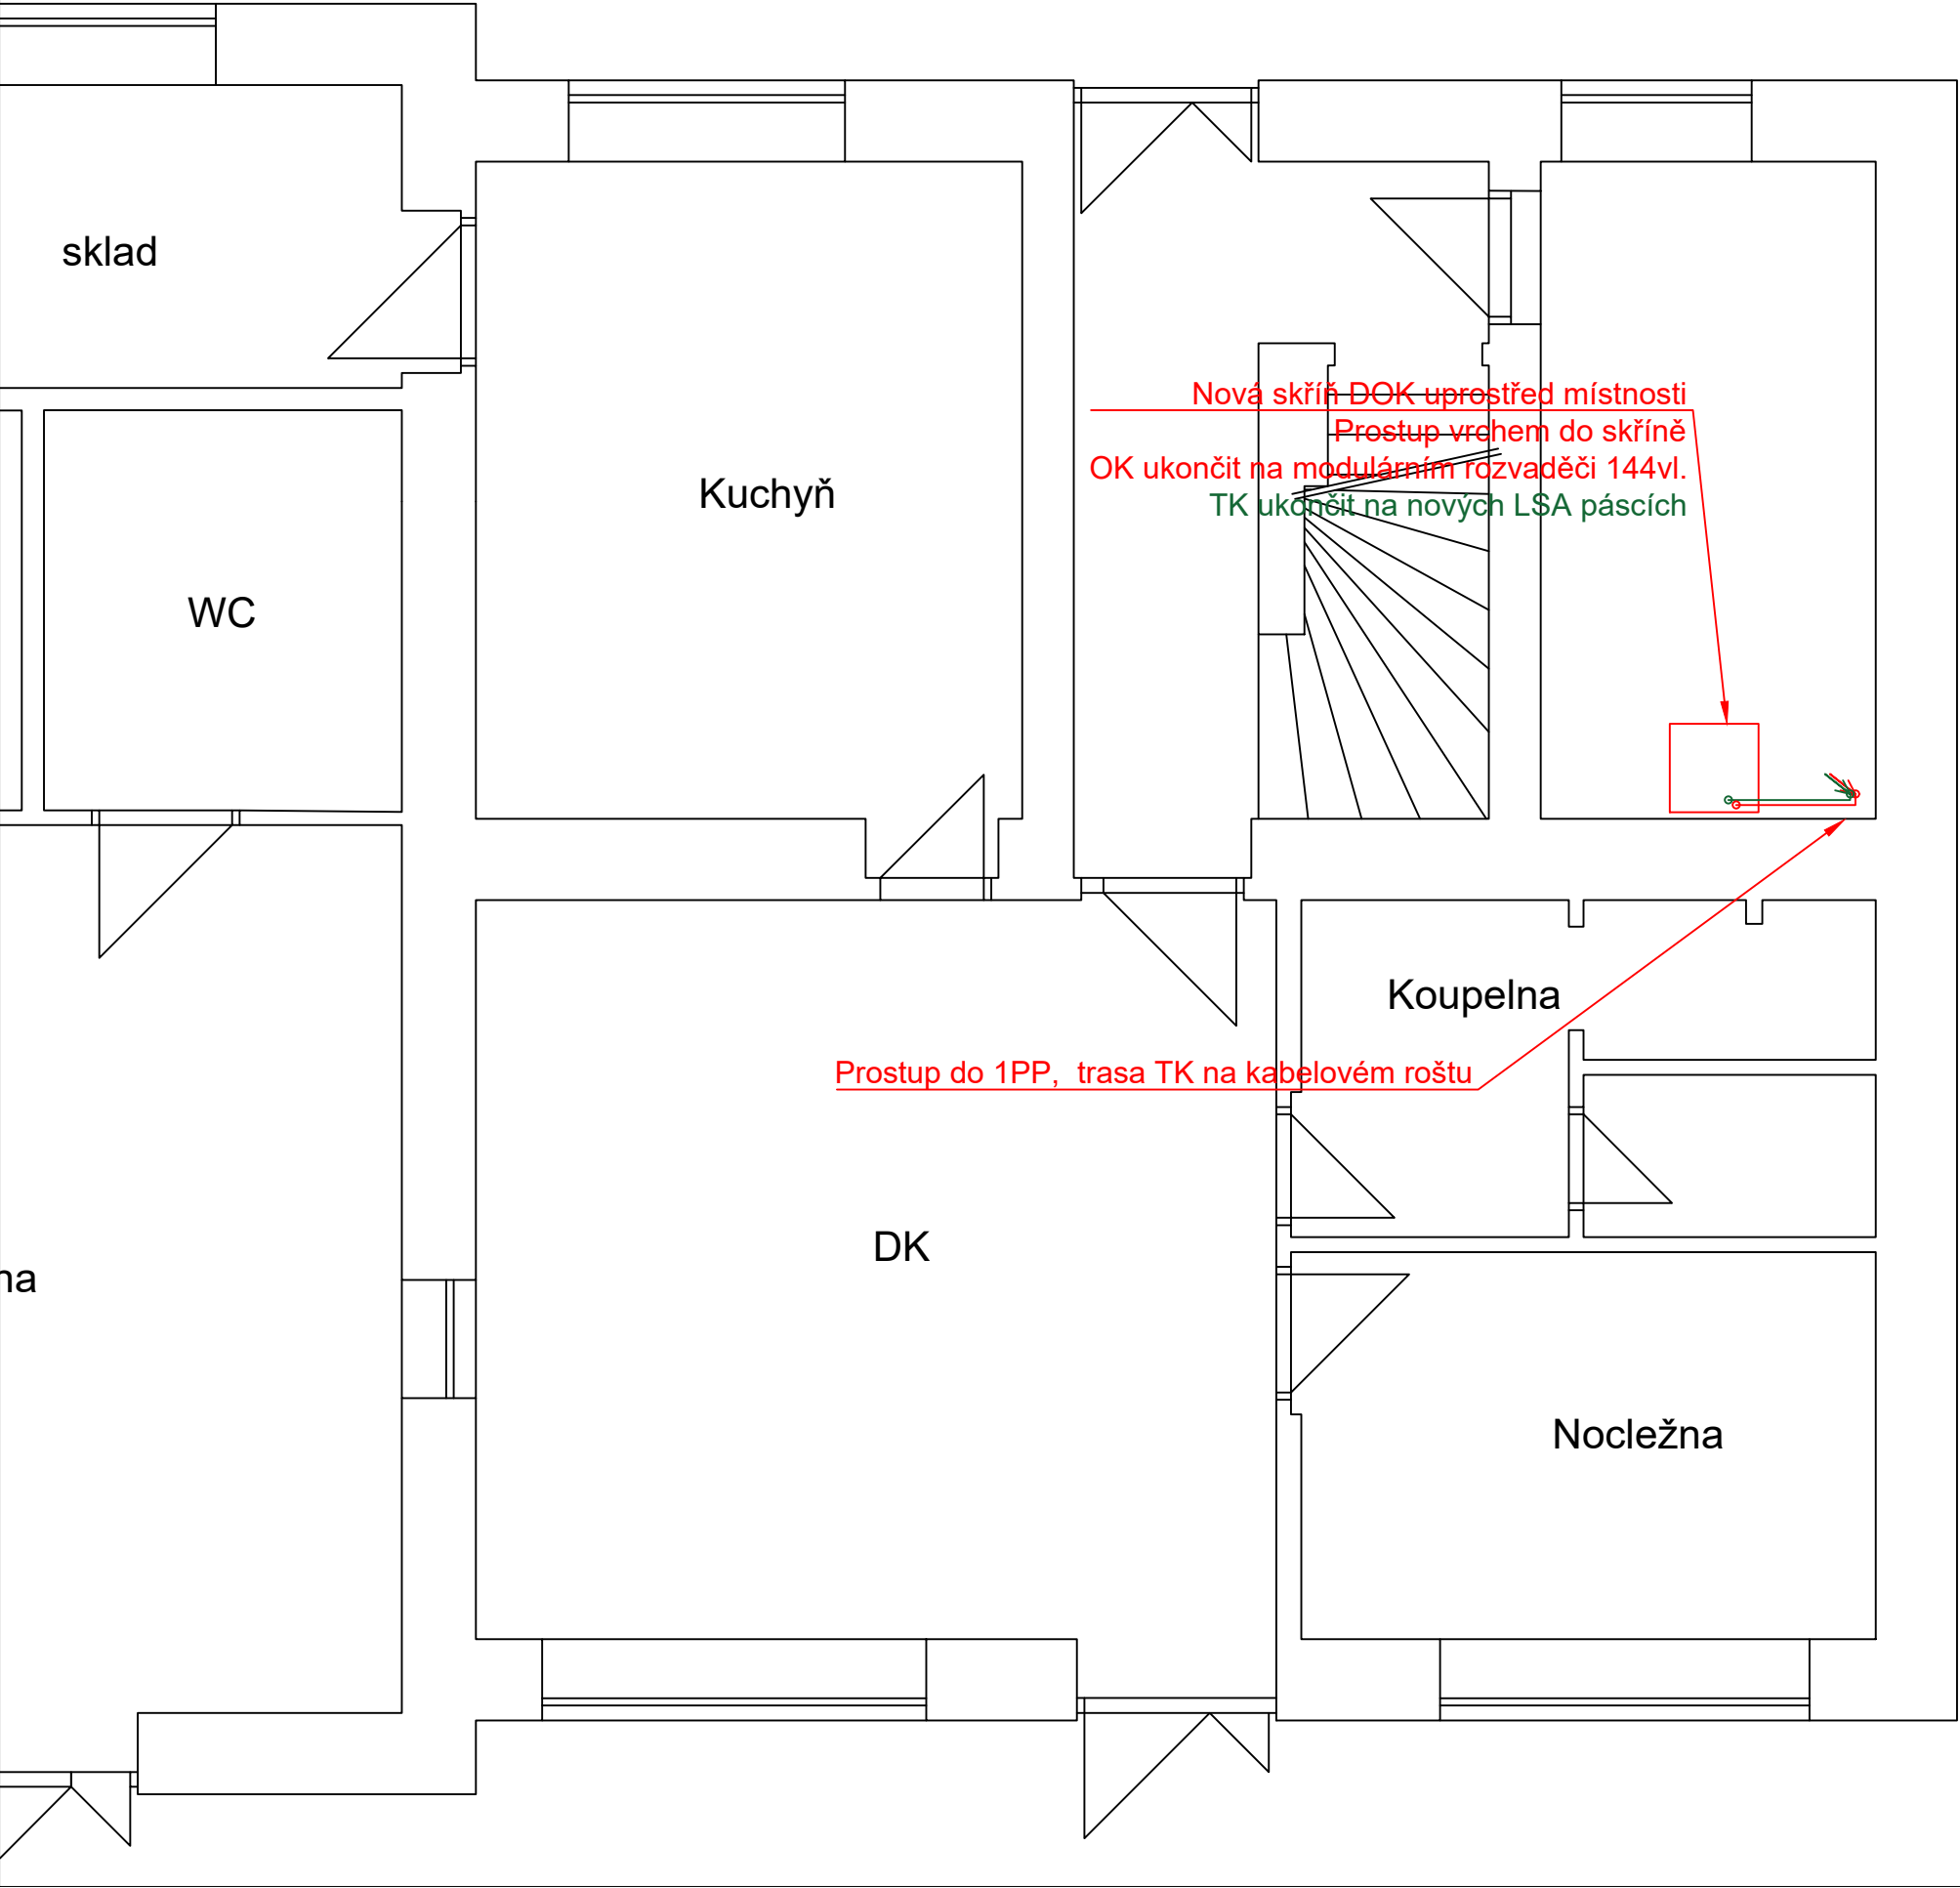 sklad
Nová skříň DOK uprostřed místnosti
Prostup vrchem do skříně
OK ukončit na modulárním rozvaděči 144vl.
TK ukončit na nových LSA páscích
Kuchyň
WC
Koupelna
Prostup do 1PP, trasa TK na kabelovém roštu
DK
na
Nocležna